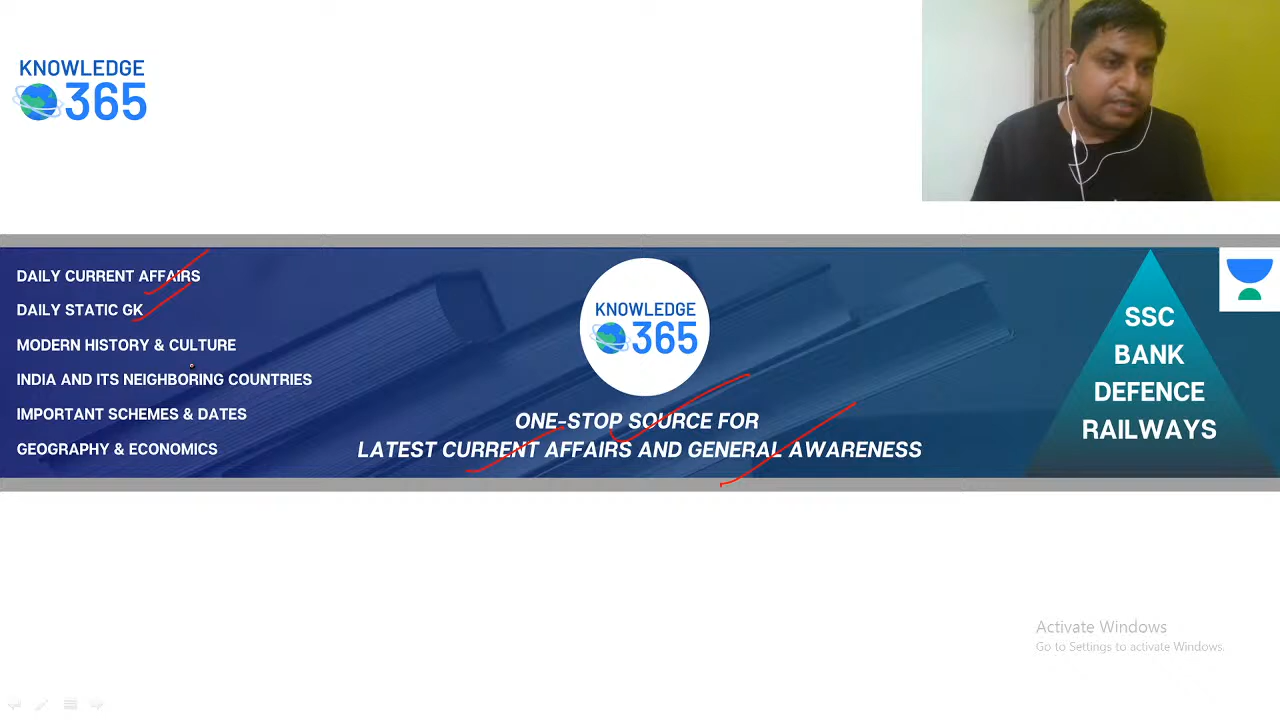 KNOWLEDGE
365
DAILY CURRENT AFFAIRS
DAILY STATIC GK
MODERN HISTORY & CULTURE
INDIA AND ITS NEIGHBORING COUNTRIES
IMPORTANT SCHEMES & DATES
GEOGRAPHY & ECONOMICS
KNOWLEDGE
365
ONE-STOP SOURCE FOR
LATEST CURRENT AFFAIRS AND GENERAL AWARENESS
SSC
BANK
DEFENCE
RAILWAYS
Activate Windows
Go to Settings to activate Windows.